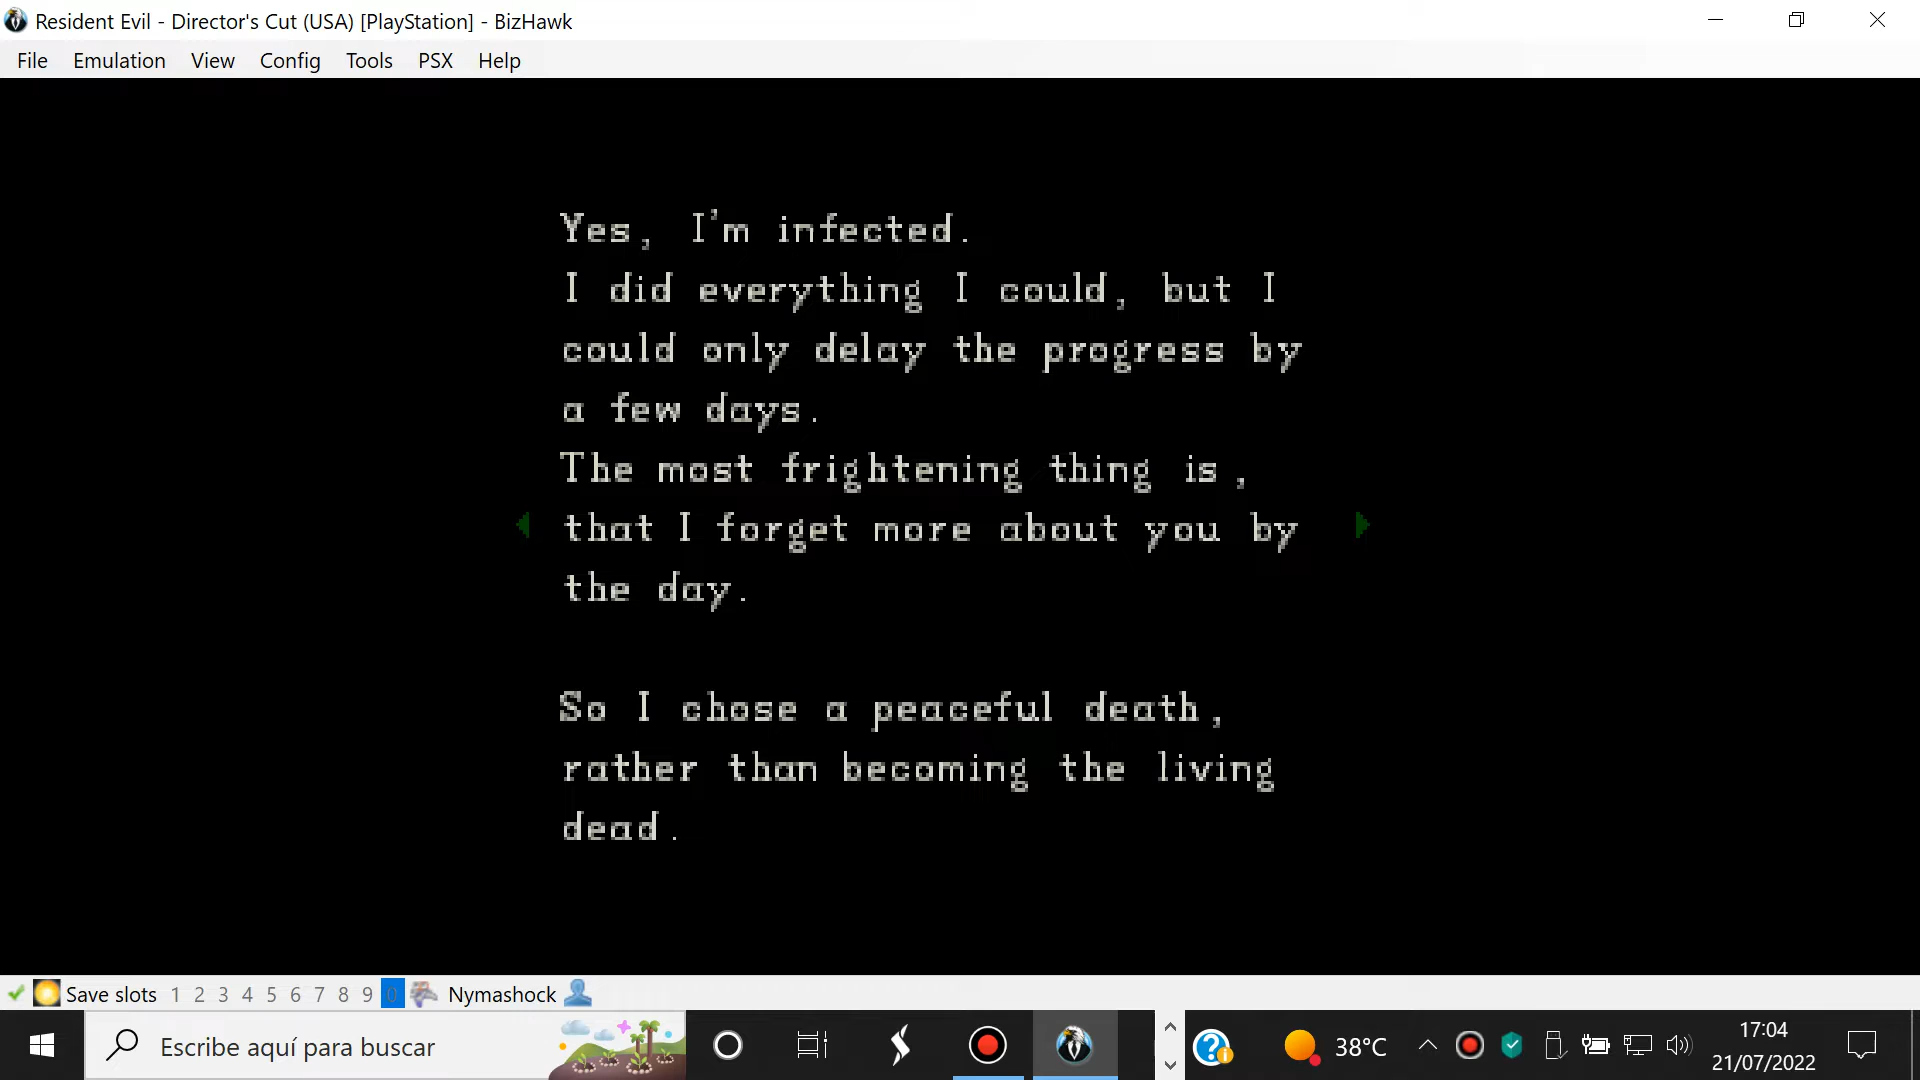 Resident Evil - Director's Cut (USA) [PlayStation] - BizHawk
File Emulation View Config Tools PSX Help
Yes, I'm infected.
I did everything I could, but I
could only delay the progress by
a few days.
The most frightening thing is,
that I forget more about you by
the day.
So I chose a peaceful death,
rather than becoming the living
dead.
Save slots 1 2 3 4 5 6 7 8 9 0 Nymashock
Escribe aquí para buscar
38°C
17:04
21/07/2022